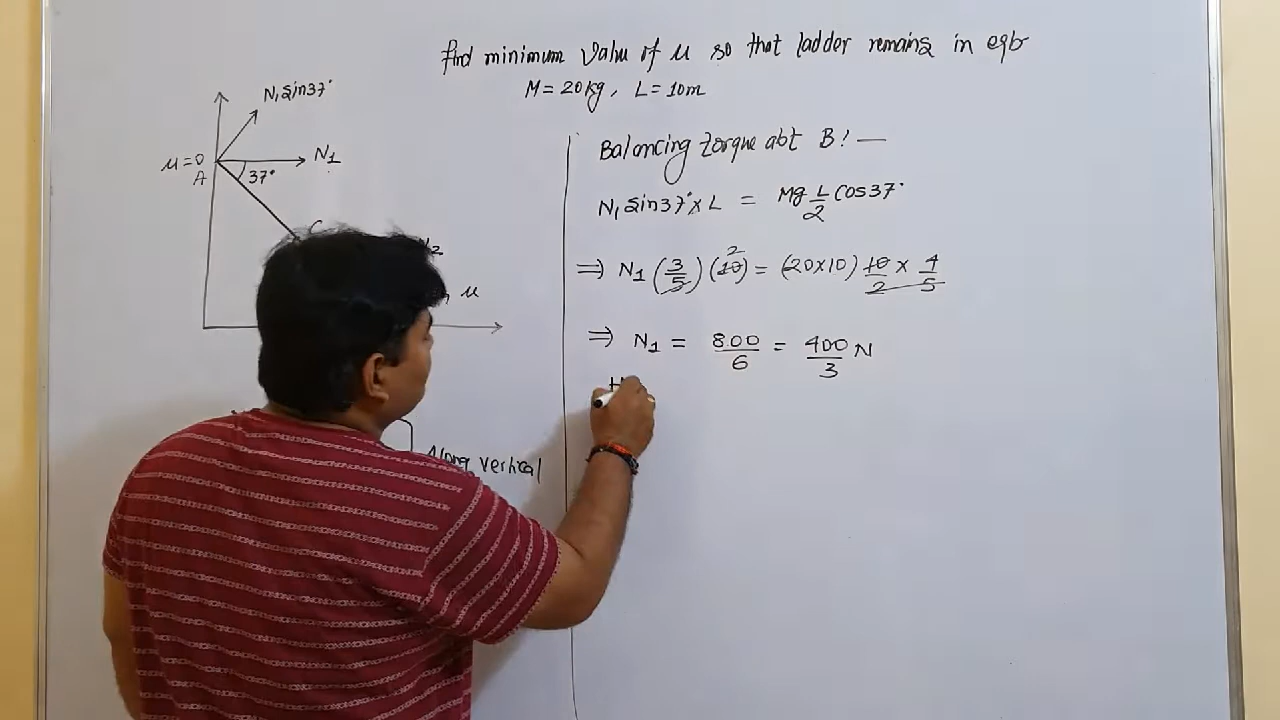 Find minimum Value of μ so that ladder remains in eqb
M = 20kg, L = 10m
N₁ Sin37°
μ=0
N₁
A
37°
μ
Along vertical
Balancing torque abt B! —
N₁ Sin37° × L = Mg L/2 Cos37°
⇒ N₁ (3/5) (10) 2 = (20×10) 10/2 × 4/5
⇒ N₁ = 800/6 = 400/3 N